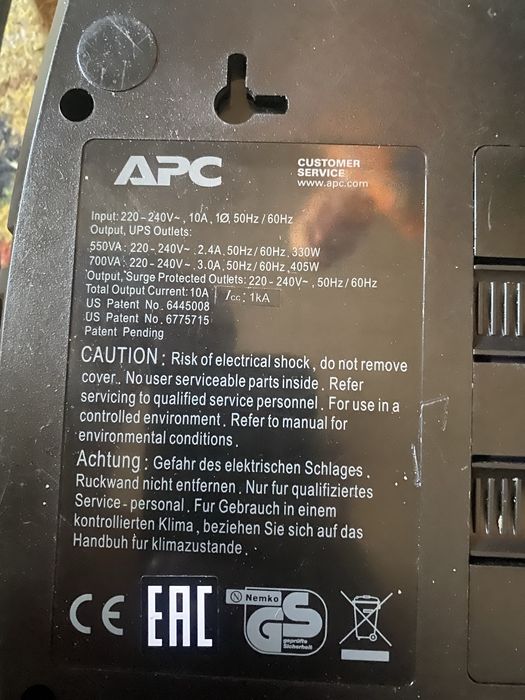 APC
CUSTOMER
SERVICE
www.apc.com
Input: 220-240V~, 10A, 1Ø, 50Hz/60Hz
Output, UPS Outlets:
550VA: 220-240V~, 2.4A, 50Hz/60Hz, 330W
700VA: 220-240V~, 3.0A, 50Hz/60Hz, 405W
Output, Surge Protected Outlets: 220-240V~, 50Hz/60Hz
Total Output Current: 10A Icc: 1kA
US Patent No. 6445008
US Patent No. 6775715
Patent Pending
CAUTION: Risk of electrical shock, do not remove
cover. No user serviceable parts inside. Refer
servicing to qualified service personnel. For use in a
controlled environment. Refer to manual for
environmental conditions.
Achtung: Gefahr des elektrischen Schlages.
Ruckwand nicht entfernen. Nur fur qualifiziertes
Service-personal. Fur Gebrauch in einem
kontrollierten Klima, beziehen Sie sich auf das
Handbuh fur klimazustande.
CE EAC Nemko GS
geprüfte
Sicherheit